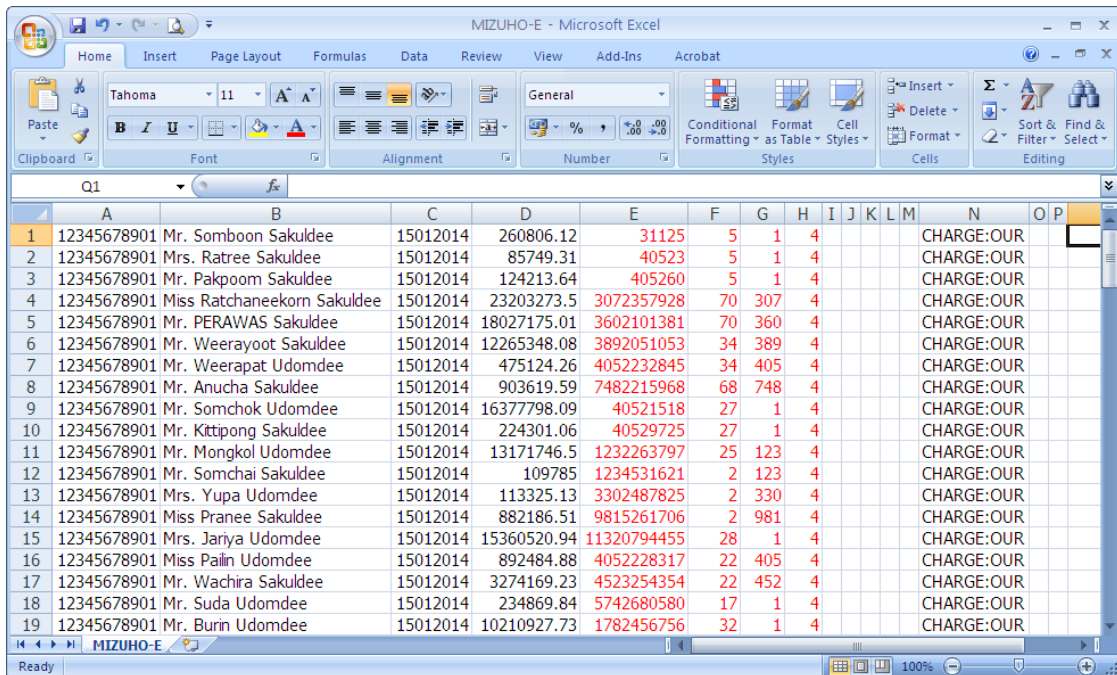 MIZUHO-E - Microsoft Excel
Home Insert Page Layout Formulas Data Review View Add-Ins Acrobat
Paste
Clipboard
Tahoma 11 A A
B I U A
Font
Alignment
General
% , .0 .00 .00 .0
Number
Conditional Formatting
Format as Table
Cell Styles
Styles
Insert
Delete
Format
Cells
Σ
Sort & Filter
Find & Select
Editing
Q1 fx
A B C D E F G H I J K L M N O P
1 12345678901 Mr. Somboon Sakuldee 15012014 260806.12 31125 5 1 4 CHARGE:OUR
2 12345678901 Mrs. Ratree Sakuldee 15012014 85749.31 40523 5 1 4 CHARGE:OUR
3 12345678901 Mr. Pakpoom Sakuldee 15012014 124213.64 405260 5 1 4 CHARGE:OUR
4 12345678901 Miss Ratchaneekorn Sakuldee 15012014 23203273.5 3072357928 70 307 4 CHARGE:OUR
5 12345678901 Mr. PERAWAS Sakuldee 15012014 18027175.01 3602101381 70 360 4 CHARGE:OUR
6 12345678901 Mr. Weerayoot Sakuldee 15012014 12265348.08 3892051053 34 389 4 CHARGE:OUR
7 12345678901 Mr. Weerapat Udomdee 15012014 475124.26 4052232845 34 405 4 CHARGE:OUR
8 12345678901 Mr. Anucha Sakuldee 15012014 903619.59 7482215968 68 748 4 CHARGE:OUR
9 12345678901 Mr. Somchok Udomdee 15012014 16377798.09 40521518 27 1 4 CHARGE:OUR
10 12345678901 Mr. Kittipong Sakuldee 15012014 224301.06 40529725 27 1 4 CHARGE:OUR
11 12345678901 Mr. Mongkol Udomdee 15012014 13171746.5 1232263797 25 123 4 CHARGE:OUR
12 12345678901 Mr. Somchai Sakuldee 15012014 109785 1234531621 2 123 4 CHARGE:OUR
13 12345678901 Mrs. Yupa Udomdee 15012014 113325.13 3302487825 2 330 4 CHARGE:OUR
14 12345678901 Miss Pranee Sakuldee 15012014 882186.51 9815261706 2 981 4 CHARGE:OUR
15 12345678901 Mrs. Jariya Udomdee 15012014 15360520.94 11320794455 28 1 4 CHARGE:OUR
16 12345678901 Miss Pailin Udomdee 15012014 892484.88 4052228317 22 405 4 CHARGE:OUR
17 12345678901 Mr. Wachira Sakuldee 15012014 3274169.23 4523254354 22 452 4 CHARGE:OUR
18 12345678901 Mr. Suda Udomdee 15012014 234869.84 5742680580 17 1 4 CHARGE:OUR
19 12345678901 Mr. Burin Udomdee 15012014 10210927.73 1782456756 32 1 4 CHARGE:OUR
MIZUHO-E
Ready 100%